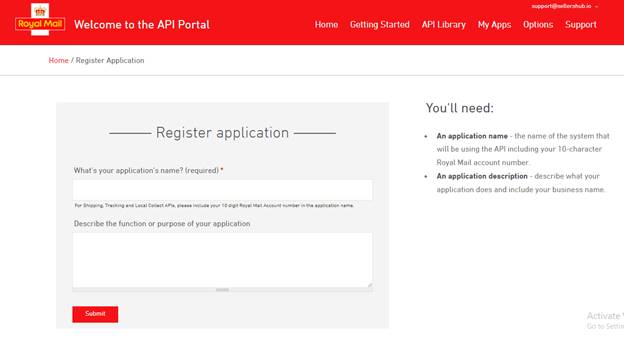 support@sellershub.io
Royal Mail
Welcome to the API Portal
Home Getting Started API Library My Apps Options Support
Home / Register Application
Register application
What's your application's name? (required) *
For Shipping, Tracking and Local Collect APIs, please include your 10 digit Royal Mail Account number in the application name.
Describe the function or purpose of your application
Submit
You'll need:
• An application name - the name of the system that
will be using the API including your 10-character
Royal Mail account number.
• An application description - describe what your
application does and include your business name.
Activate
Go to Settin